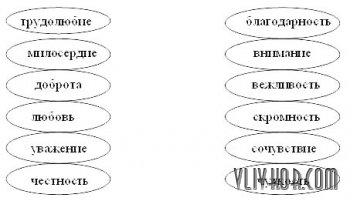 трудолюбие
милосердие
доброта
любовь
уважение
честность
благодарность
внимание
вежливость
скромность
сочувствие